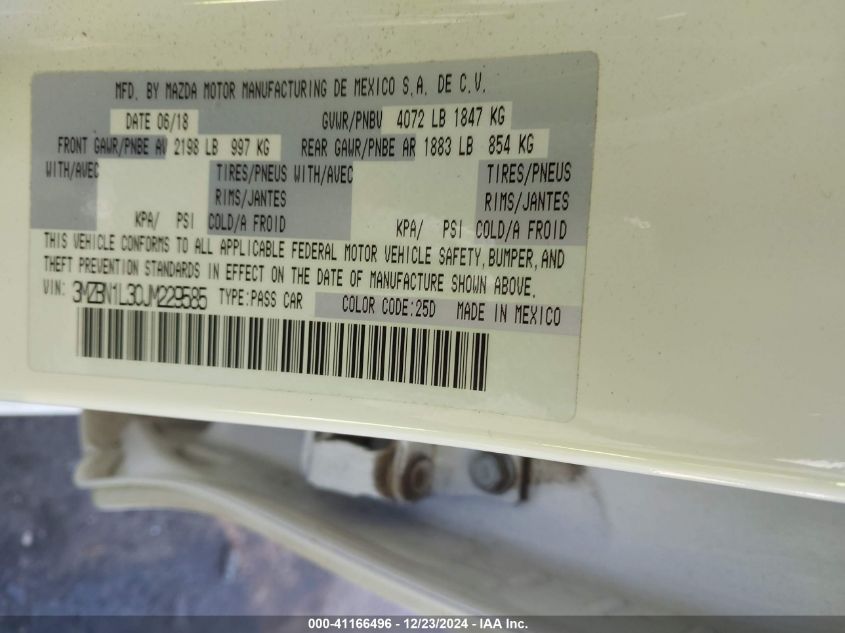 MFD. BY MAZDA MOTOR MANUFACTURING DE MEXICO S.A. DE C.V.
DATE 06/18 GVWR/PNBV 4072 LB 1847 KG
FRONT GAWR/PNBE AV 2198 LB 997 KG REAR GAWR/PNBE AR 1883 LB 854 KG
WITH/AVEC TIRES/PNEUS WITH/AVEC TIRES/PNEUS
RIMS/JANTES RIMS/JANTES
KPA/ PSI COLD/A FROID KPA/ PSI COLD/A FROID
THIS VEHICLE CONFORMS TO ALL APPLICABLE FEDERAL MOTOR VEHICLE SAFETY, BUMPER, AND
THEFT PREVENTION STANDARDS IN EFFECT ON THE DATE OF MANUFACTURE SHOWN ABOVE.
VIN: 3MZBN1L30JM229585 TYPE:PASS CAR COLOR CODE:25D MADE IN MEXICO
000-41166496 - 12/23/2024 - IAA Inc.